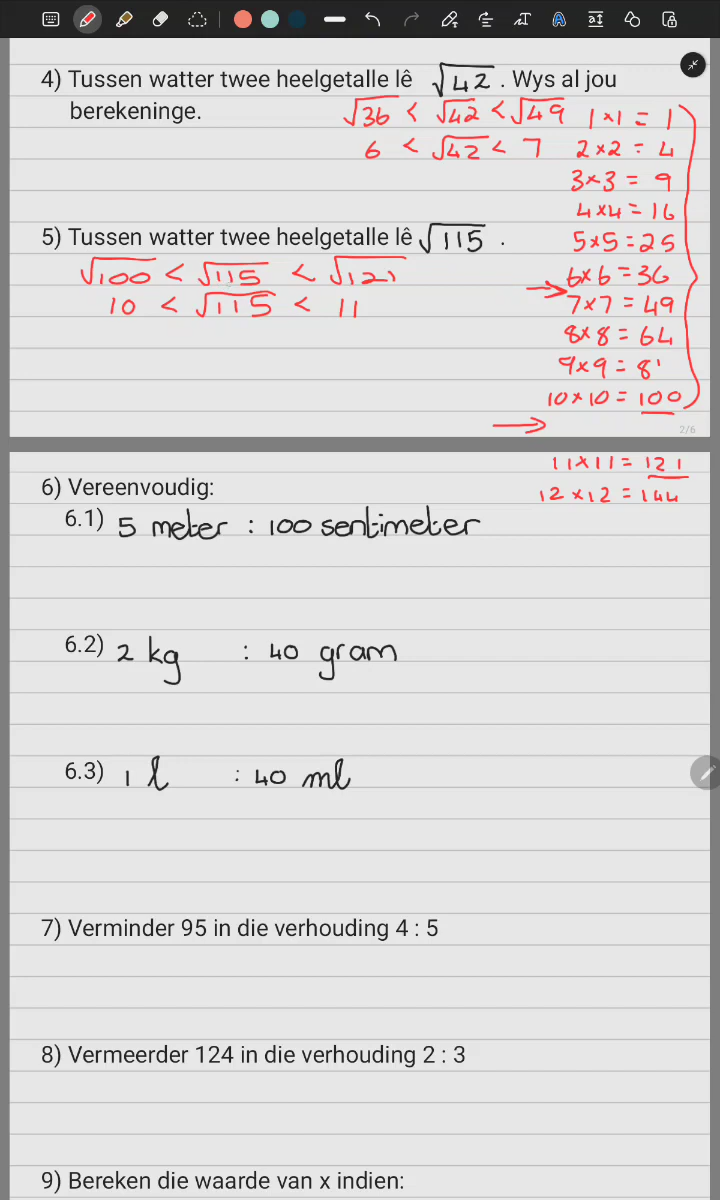 4) Tussen watter twee heelgetalle lê √42. Wys al jou
berekeninge.
√36 < √42 < √49
6 < √42 < 7
1×1 = 1
2×2 = 4
3×3 = 9
4×4 = 16
5×5 = 25
6×6 = 36
7×7 = 49
8×8 = 64
9×9 = 81
10×10 = 100
5) Tussen watter twee heelgetalle lê √115 .
√100 < √115 < √121
10 < √115 < 11
2/6
11×11 = 121
12×12 = 144
6) Vereenvoudig:
6.1) 5 meter : 100 sentimeter
6.2) 2 kg : 40 gram
6.3) 1 l : 40 ml
7) Verminder 95 in die verhouding 4 : 5
8) Vermeerder 124 in die verhouding 2 : 3
9) Bereken die waarde van x indien: